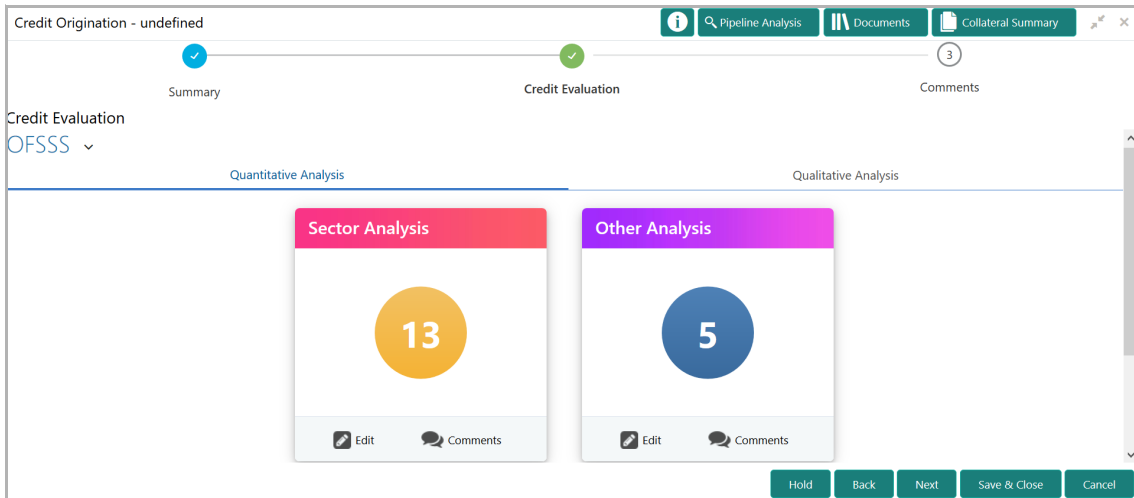 Credit Origination - undefined
i Pipeline Analysis Documents Collateral Summary
3
Summary Credit Evaluation Comments
Credit Evaluation
OFSSS
Quantitative Analysis Qualitative Analysis
Sector Analysis Other Analysis
13 5
Edit Comments Edit Comments
Hold Back Next Save & Close Cancel